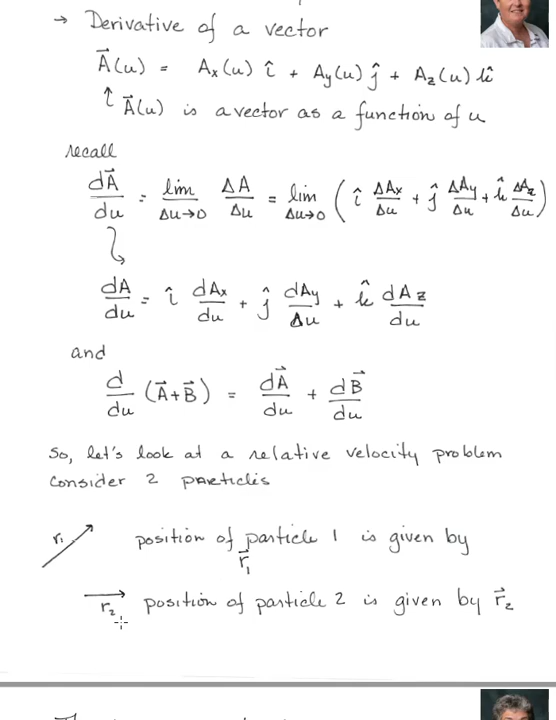 → Derivative of a vector
A⃗(u) = Ax(u) î + Ay(u) ĵ + Az(u) k̂
↑ A⃗(u) is a vector as a function of u
recall
dA⃗/du = lim Δu→0 ΔA/Δu = lim Δu→0 ( î ΔAx/Δu + ĵ ΔAy/Δu + k̂ ΔAz/Δu )
dA/du = î dAx/du + ĵ dAy/Δu + k̂ dAz/du
and
d/du (A⃗+B⃗) = dA⃗/du + dB⃗/du
So, let's look at a relative velocity problem
Consider 2 particles
r₁ position of particle 1 is given by
r⃗₁
r₂ position of particle 2 is given by r⃗₂